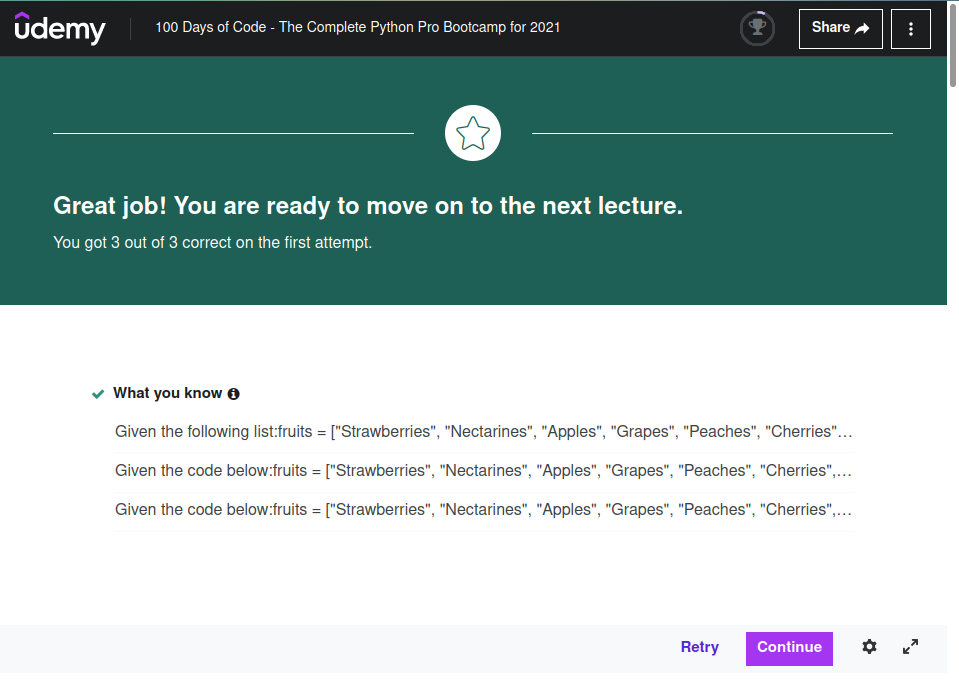 udemy
100 Days of Code - The Complete Python Pro Bootcamp for 2021
Share
Great job! You are ready to move on to the next lecture.
You got 3 out of 3 correct on the first attempt.
What you know
Given the following list:fruits = ["Strawberries", "Nectarines", "Apples", "Grapes", "Peaches", "Cherries"…
Given the code below:fruits = ["Strawberries", "Nectarines", "Apples", "Grapes", "Peaches", "Cherries",…
Given the code below:fruits = ["Strawberries", "Nectarines", "Apples", "Grapes", "Peaches", "Cherries",…
Retry
Continue